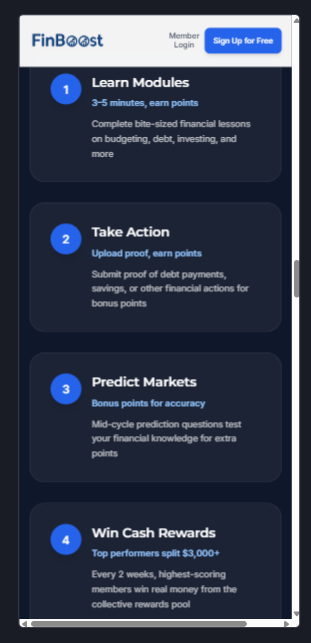 FinBoost
Member
Login
Sign Up for Free
1
Learn Modules
3-5 minutes, earn points
Complete bite-sized financial lessons
on budgeting, debt, investing, and
more
2
Take Action
Upload proof, earn points
Submit proof of debt payments,
savings, or other financial actions for
bonus points
3
Predict Markets
Bonus points for accuracy
Mid-cycle prediction questions test
your financial knowledge for extra
points
4
Win Cash Rewards
Top performers split $3,000+
Every 2 weeks, highest-scoring
members win real money from the
collective rewards pool